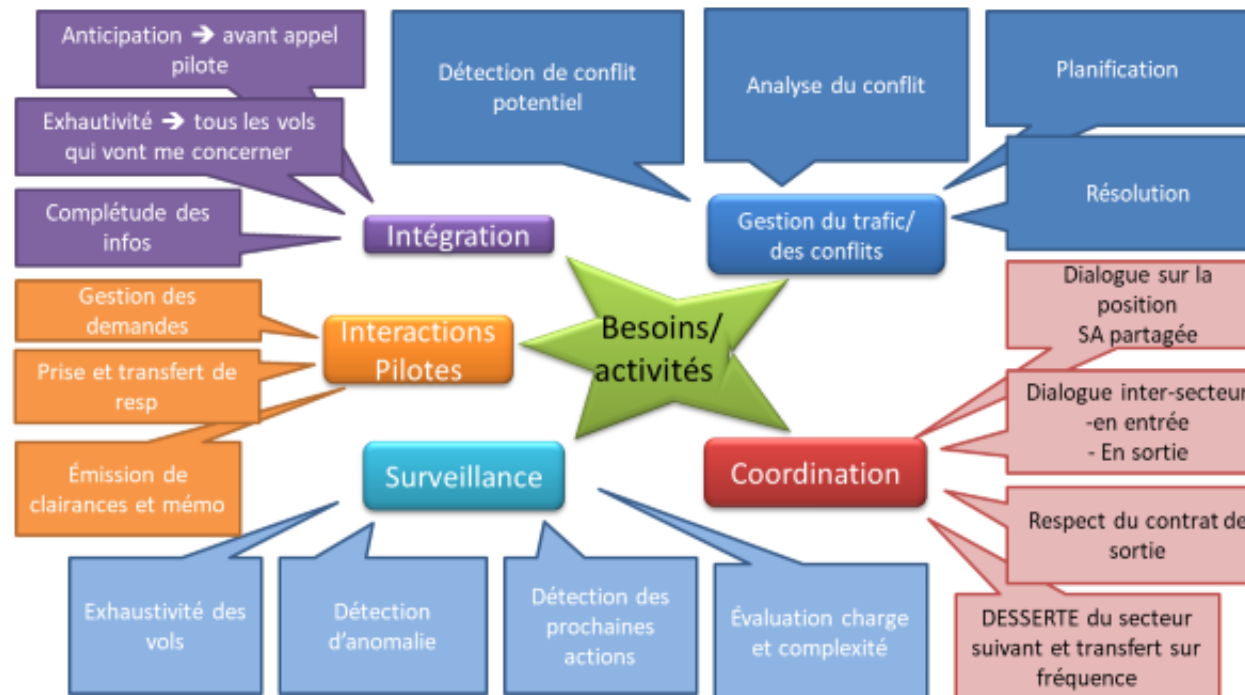 Anticipation ➔ avant appel
pilote
Exhautivité ➔ tous les vols
qui vont me concerner
Complétude des
infos
Intégration
Détection de conflit
potentiel
Analyse du conflit
Planification
Résolution
Gestion du trafic/
des conflits
Gestion des
demandes
Prise et transfert de
resp
Émission de
clairances et mémo
Interactions
Pilotes
Besoins/
activités
Dialogue sur la
position
SA partagée
Dialogue inter-secteur
-en entrée
- En sortie
Respect du contrat de
sortie
DESSERTE du secteur
suivant et transfert sur
fréquence
Coordination
Surveillance
Exhaustivité des
vols
Détection
d'anomalie
Détection des
prochaines
actions
Évaluation charge
et complexité